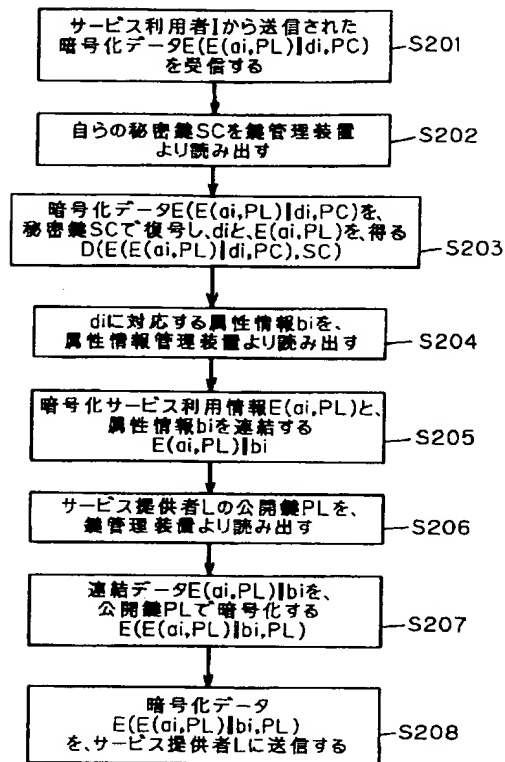 サービス利用者Iから送信された
暗号化データE(E(ai,PL)‖di,PC)
を受信する
S201
自らの秘密鍵SCを鍵管理装置
より読み出す
S202
暗号化データE(E(ai,PL)‖di,PC)を、
秘密鍵SCで復号し、diと、E(ai,PL)を、得る
D(E(E(ai,PL)‖di,PC),SC)
S203
diに対応する属性情報biを、
属性情報管理装置より読み出す
S204
暗号化サービス利用情報E(ai,PL)と、
属性情報biを連結する
E(ai,PL)‖bi
S205
サービス提供者Lの公開鍵PLを、
鍵管理装置より読み出す
S206
連結データE(ai,PL)‖biを、
公開鍵PLで暗号化する
E(E(ai,PL)‖bi,PL)
S207
暗号化データ
E(E(ai,PL)‖bi,PL)
を、サービス提供者Lに送信する
S208